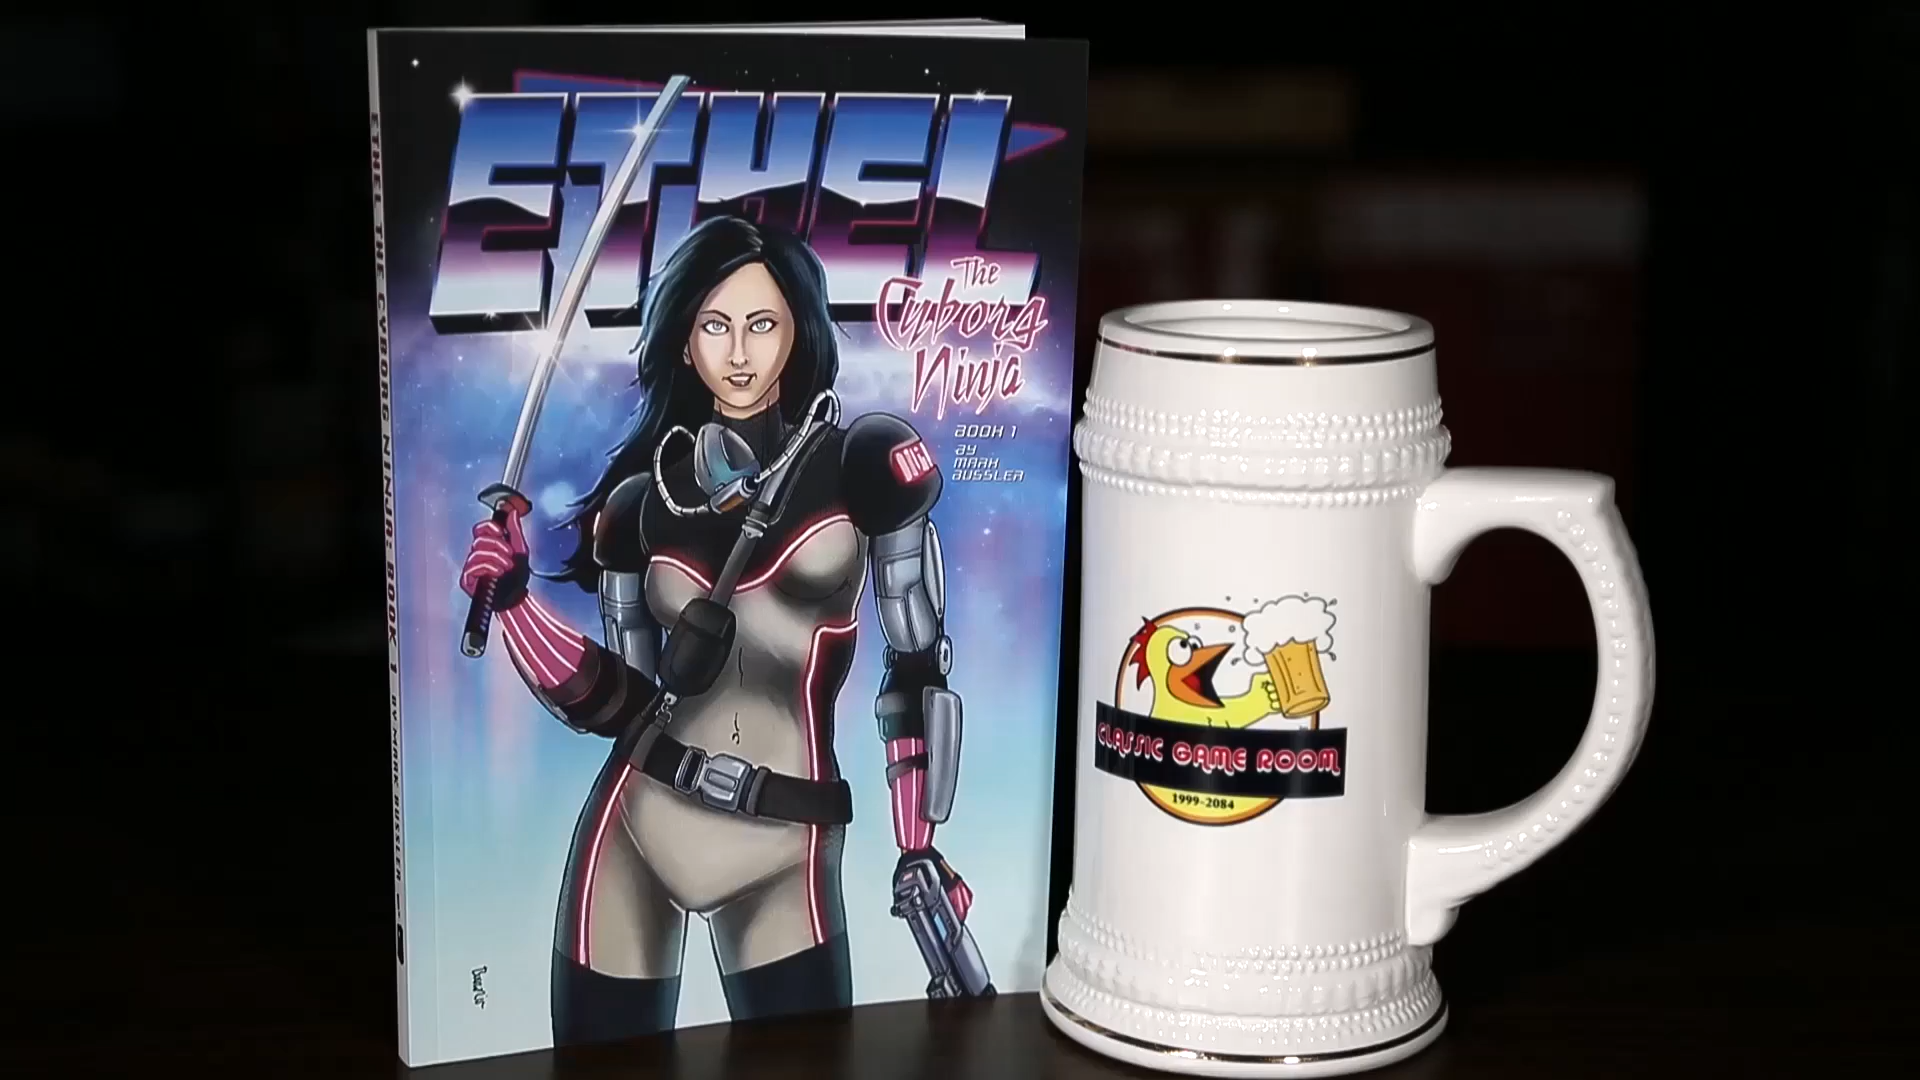 ETHEL
The
Cyborg
Ninja
BOOK 1
BY
MARK
BUSSLER
ETHEL THE CYBORG NINJA: BOOK 1 BY MARK BUSSLER
CLASSIC GAME ROOM
1999-2084